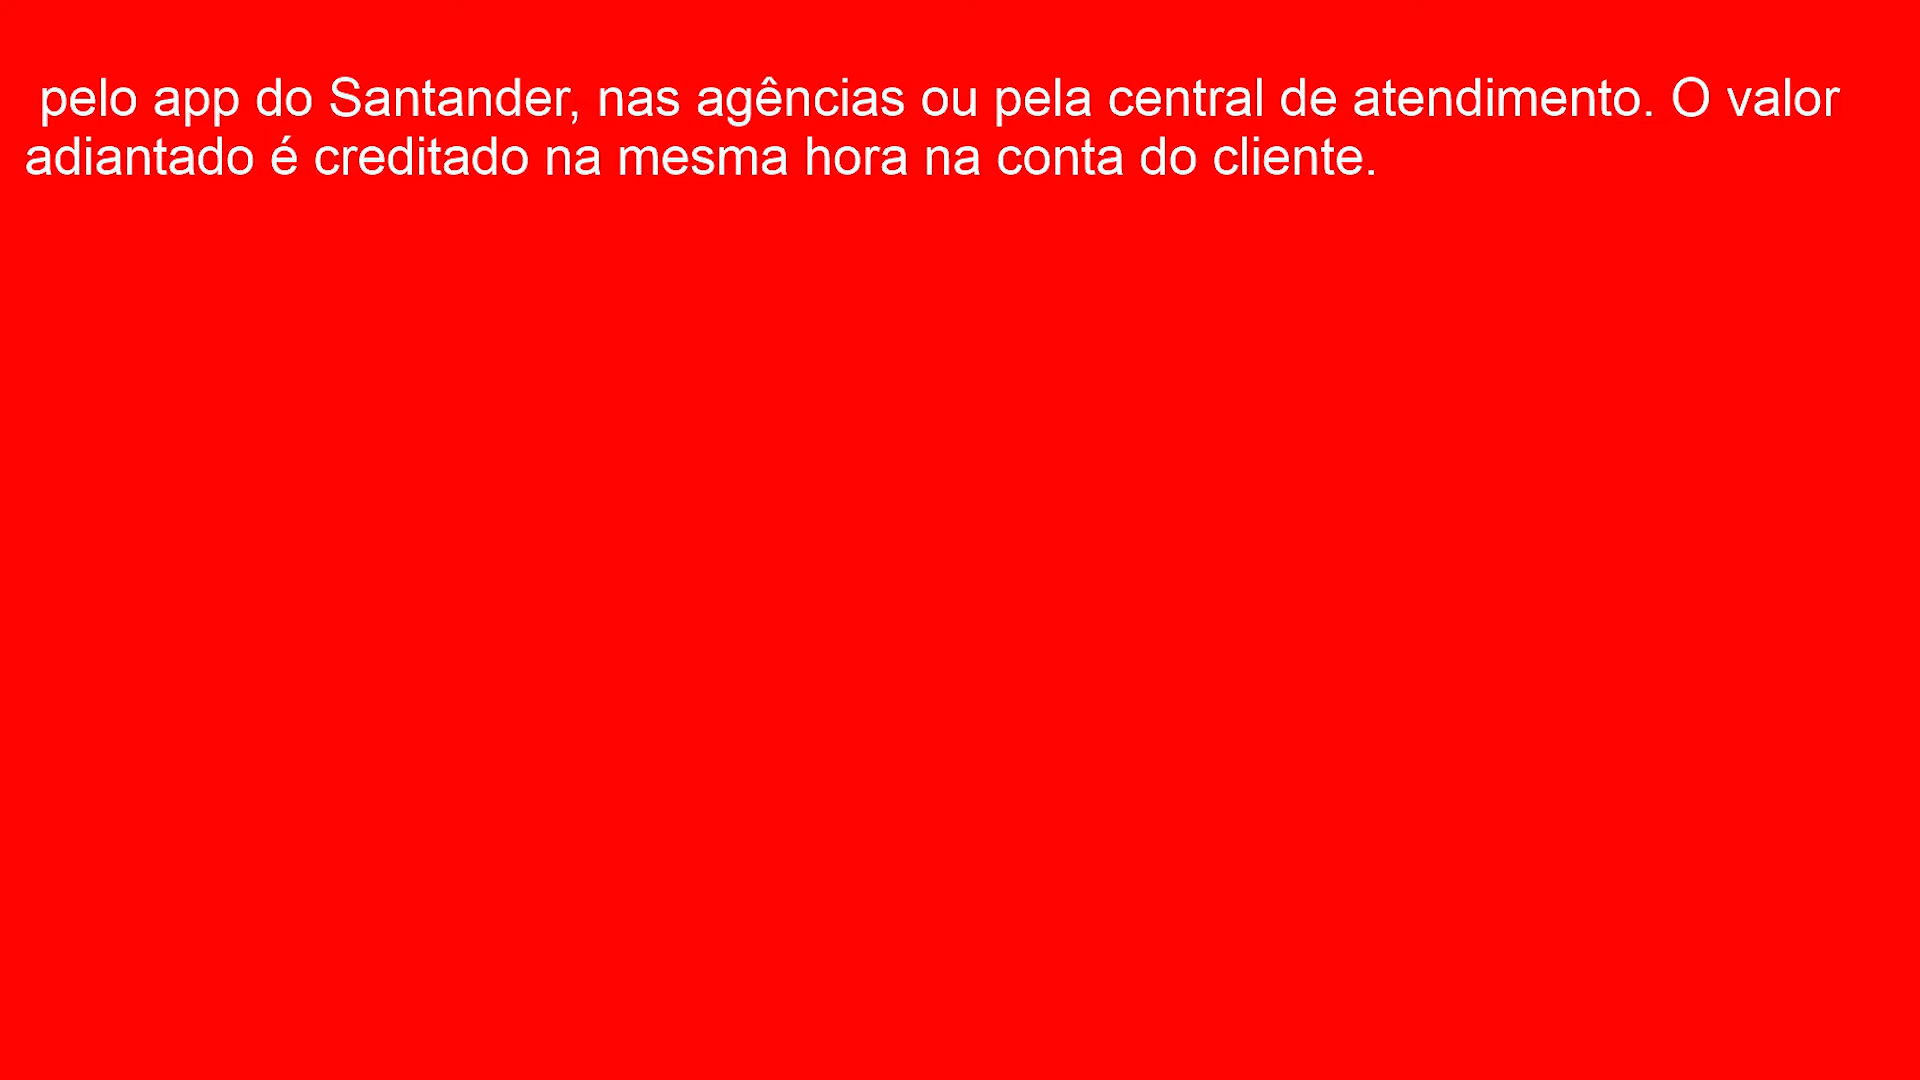 pelo app do Santander, nas agências ou pela central de atendimento. O valor
adiantado é creditado na mesma hora na conta do cliente.